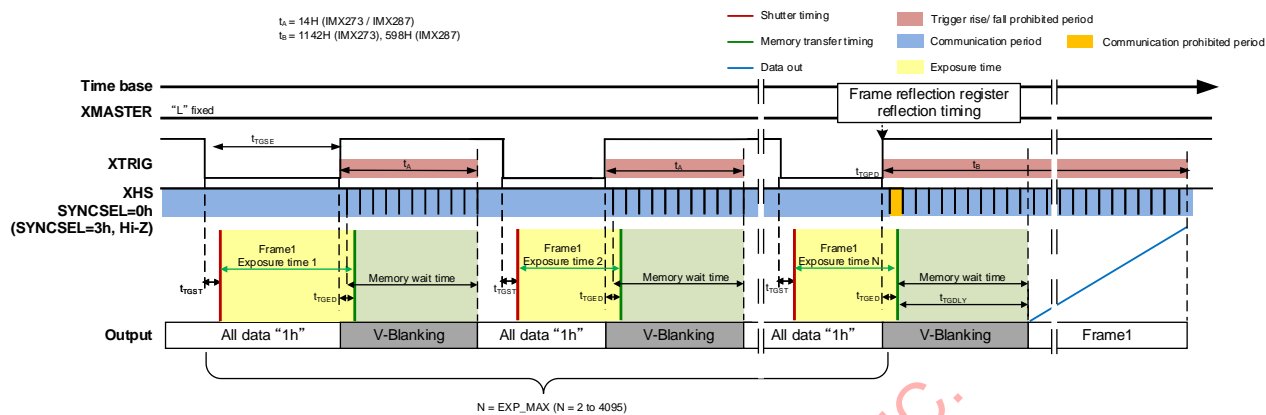 tA = 14H (IMX273 / IMX287)
tB = 1142H (IMX273), 598H (IMX287)
Shutter timing
Trigger rise/ fall prohibited period
Memory transfer timing
Communication period
Communication prohibited period
Data out
Exposure time
Time base
Frame reflection register
reflection timing
XMASTER
“L” fixed
tTGSE
XTRIG
tA
tA
tTGPD
tB
XHS
SYNCSEL=0h
(SYNCSEL=3h, Hi-Z)
Frame1
Exposure time 1
Memory wait time
Frame1
Exposure time 2
Memory wait time
Frame1
Exposure time N
Memory wait time
tTGST
tTGED
tTGST
tTGED
tTGST
tTGED
tTGDLY
Output
All data “1h”
V-Blanking
All data “1h”
V-Blanking
All data “1h”
V-Blanking
Frame1
N = EXP_MAX (N = 2 to 4095)
C.